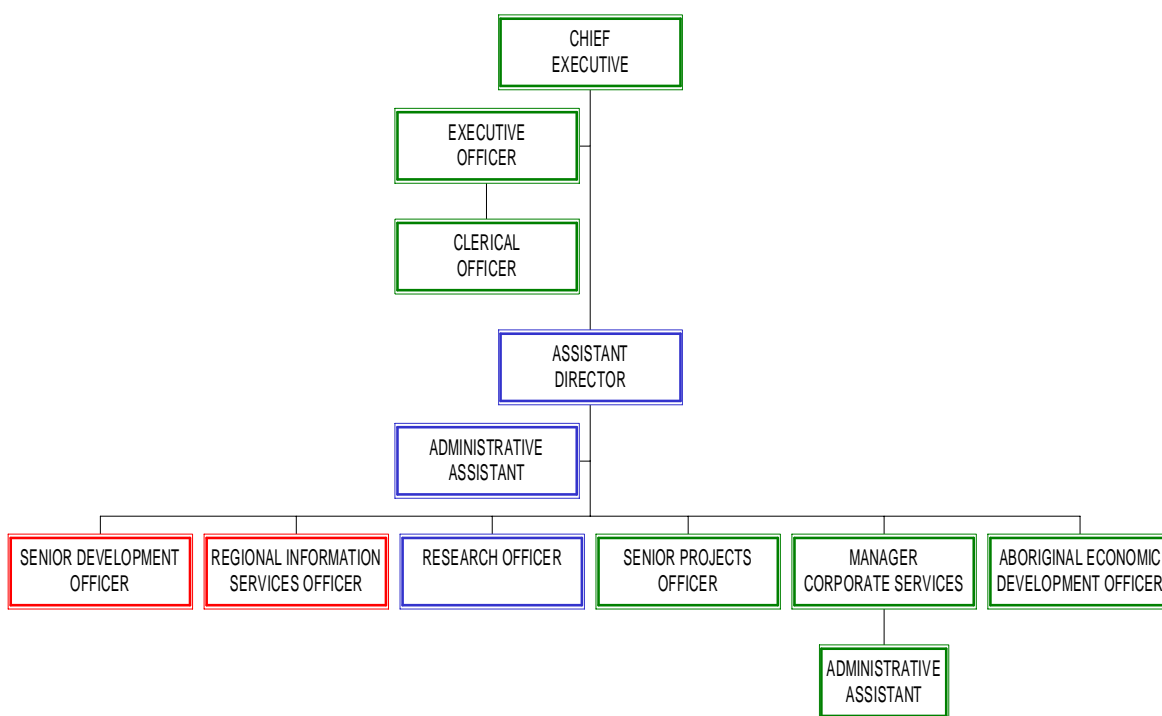 CHIEF
EXECUTIVE
EXECUTIVE
OFFICER
CLERICAL
OFFICER
ASSISTANT
DIRECTOR
ADMINISTRATIVE
ASSISTANT
SENIOR DEVELOPMENT
OFFICER
REGIONAL INFORMATION
SERVICES OFFICER
RESEARCH OFFICER
SENIOR PROJECTS
OFFICER
MANAGER
CORPORATE SERVICES
ABORIGINAL ECONOMIC
DEVELOPMENT OFFICER
ADMINISTRATIVE
ASSISTANT